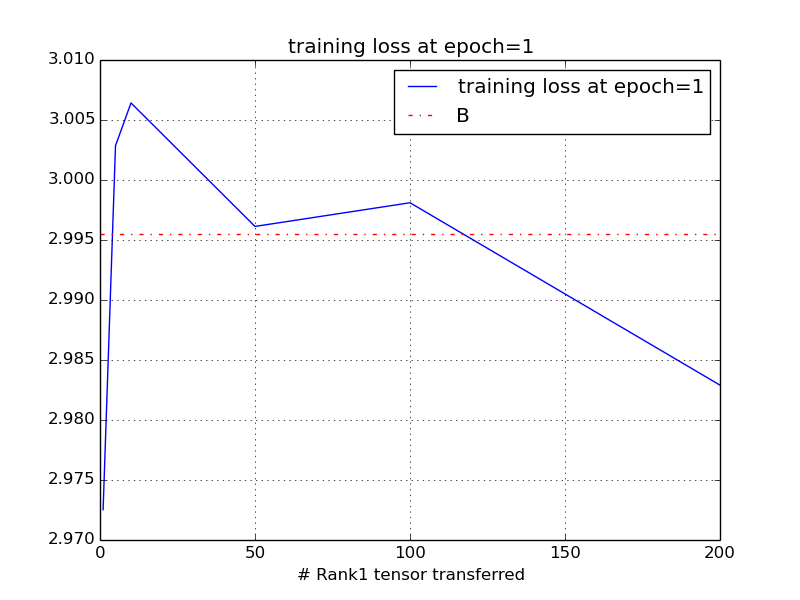 training loss at epoch=1
3.010
3.005
3.000
2.995
2.990
2.985
2.980
2.975
2.970
training loss at epoch=1
B
0 50 100 150 200
# Rank1 tensor transferred